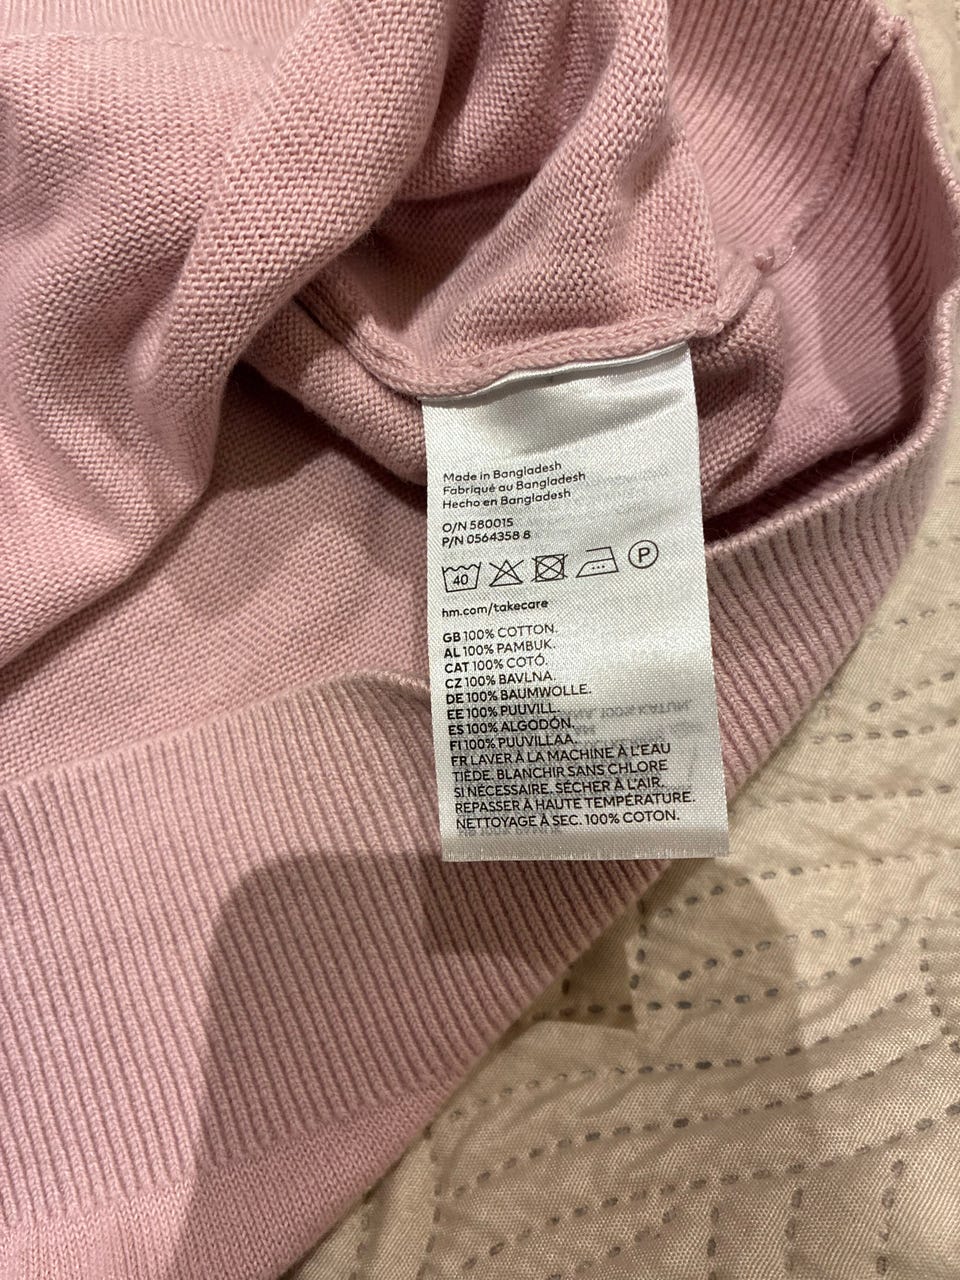 Made in Bangladesh
Fabriqué au Bangladesh
Hecho en Bangladesh
O/N 580015
P/N 0564358 8
40 P
hm.com/takecare
GB 100% COTTON.
AL 100% PAMBUK.
CAT 100% COTÓ.
CZ 100% BAVLNA.
DE 100% BAUMWOLLE.
EE 100% PUUVILL.
ES 100% ALGODÓN.
FI 100% PUUVILLAA.
FR LAVER À LA MACHINE À L'EAU
TIÈDE. BLANCHIR SANS CHLORE
SI NÉCESSAIRE. SÉCHER À L'AIR.
REPASSER À HAUTE TEMPÉRATURE.
NETTOYAGE À SEC. 100% COTON.